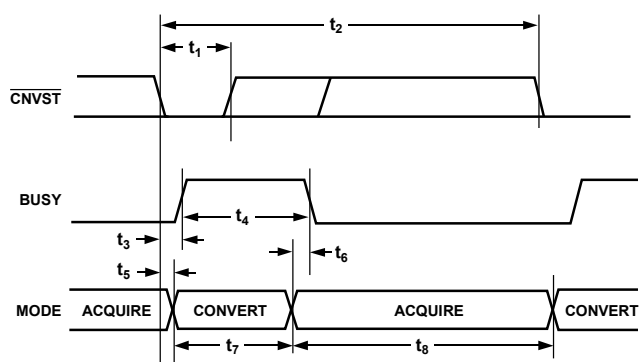 t2
t1
CNVST
BUSY
t4
t3
t6
t5
MODE ACQUIRE CONVERT ACQUIRE CONVERT
t7 t8